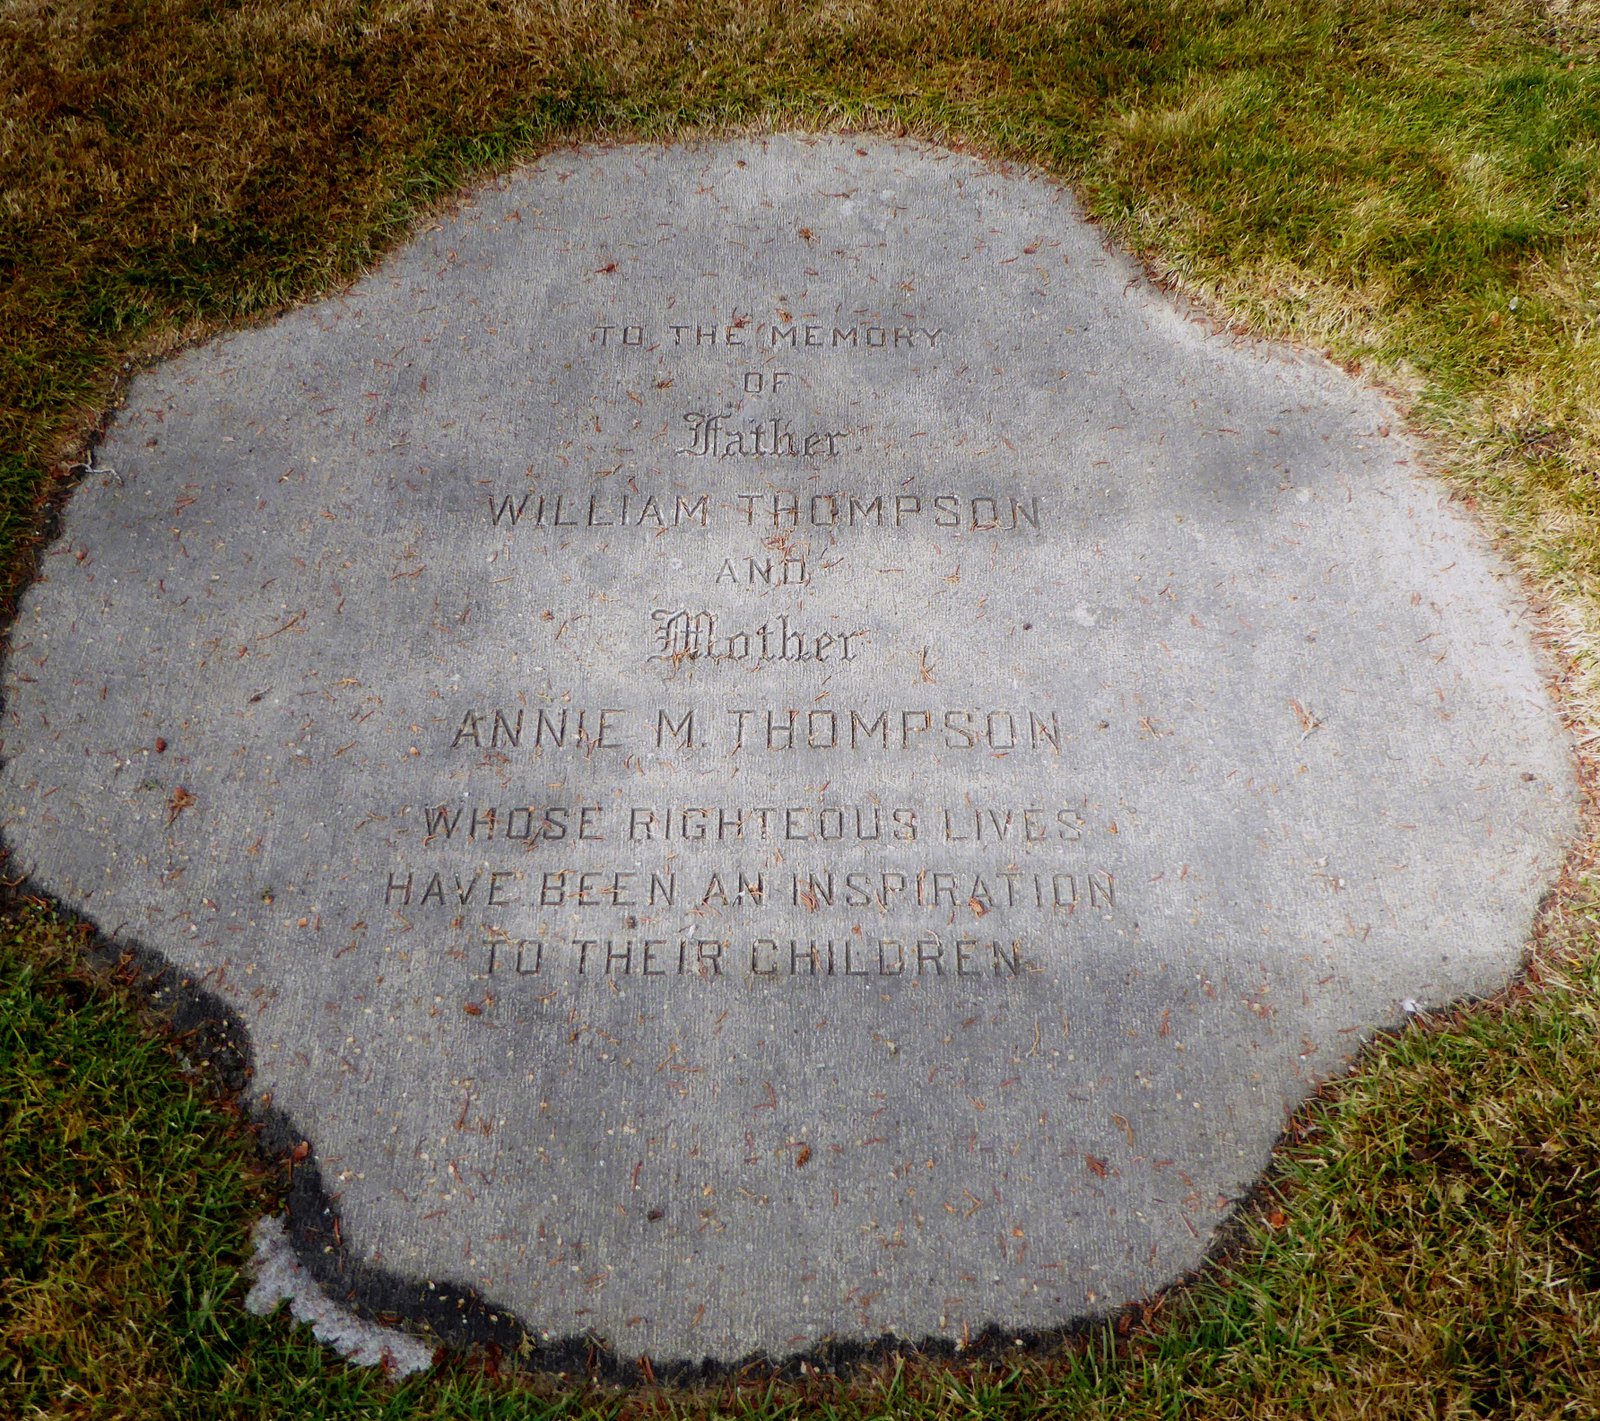 TO THE MEMORY
OF
Father
WILLIAM THOMPSON
AND
Mother
ANNIE M. THOMPSON
WHOSE RIGHTEOUS LIVES
HAVE BEEN AN INSPIRATION
TO THEIR CHILDREN